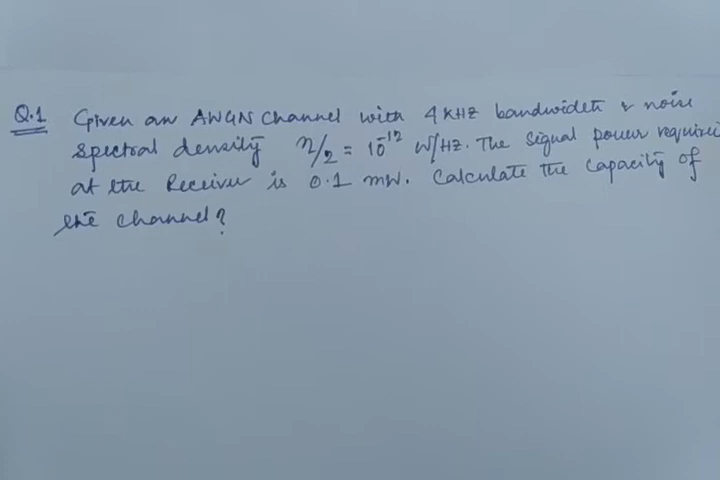 Q.1 Given an AWGN Channel with 4 KHz bandwidth & noise
spectral density η/2 = 10⁻¹² W/Hz. The signal power required
at the Receiver is 0.1 mW. Calculate the Capacity of
the channel?